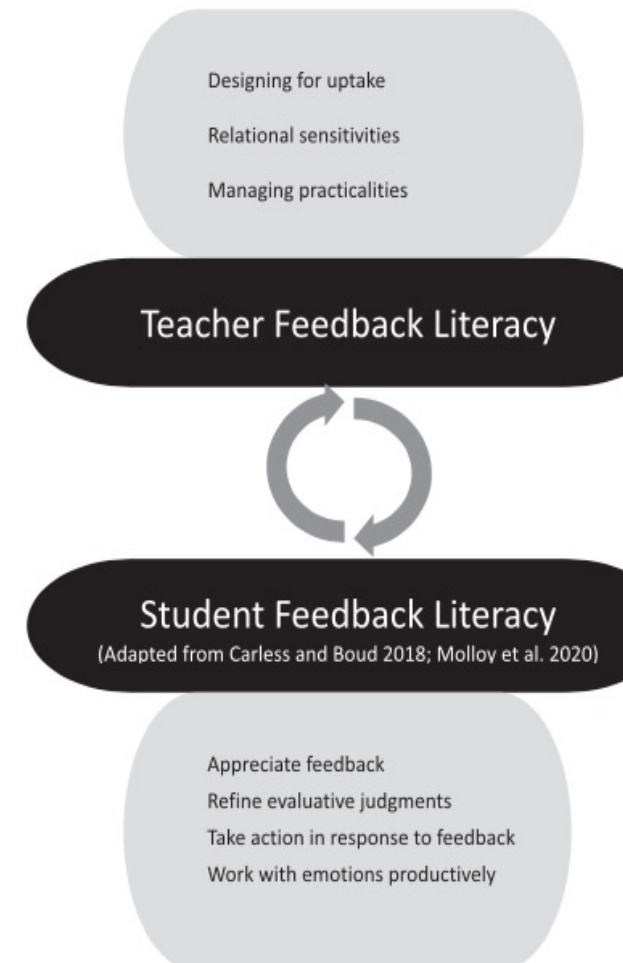 Designing for uptake
Relational sensitivities
Managing practicalities
Teacher Feedback Literacy
Student Feedback Literacy
(Adapted from Carless and Boud 2018; Molloy et al. 2020)
Appreciate feedback
Refine evaluative judgments
Take action in response to feedback
Work with emotions productively